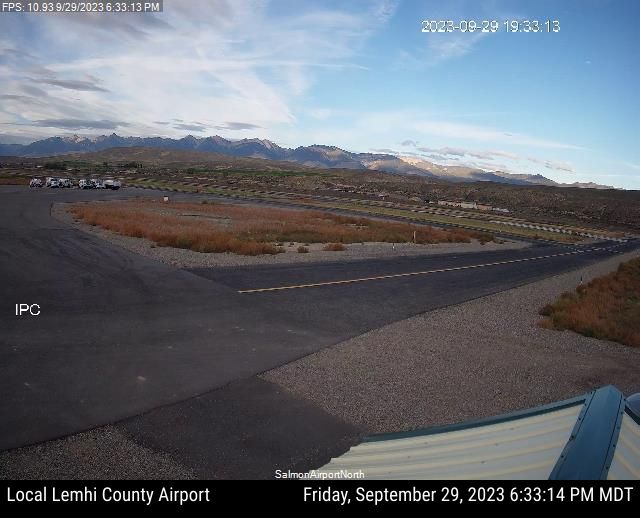 FPS: 10.93 9/29/2023 6:33:13 PM
2023-09-29 19:33:13
IPC
SalmonAirportNorth
Local Lemhi County Airport
Friday, September 29, 2023 6:33:14 PM MDT